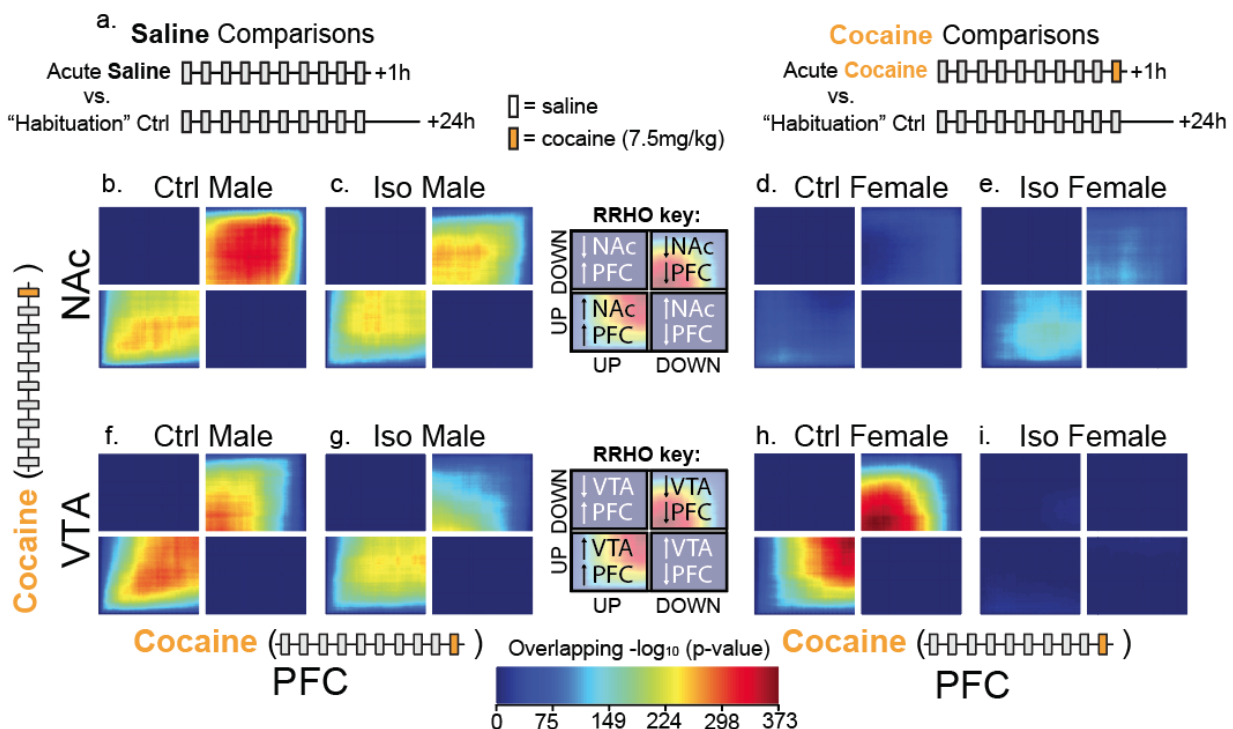 a.
Saline Comparisons
Acute Saline +1h
vs.
“Habituation” Ctrl +24h
= saline
= cocaine (7.5mg/kg)
Cocaine Comparisons
Acute Cocaine +1h
vs.
“Habituation” Ctrl +24h
b. Ctrl Male
c. Iso Male
RRHO key:
d. Ctrl Female
e. Iso Female
NAc
DOWN
UP
↓NAc
↑PFC
↓NAc
↓PFC
↑NAc
↑PFC
↑NAc
↓PFC
UP DOWN
f. Ctrl Male
g. Iso Male
RRHO key:
h. Ctrl Female
i. Iso Female
VTA
DOWN
UP
↓VTA
↑PFC
↓VTA
↓PFC
↑VTA
↑PFC
↑VTA
↓PFC
UP DOWN
Cocaine ( )
Cocaine ( )
PFC
Overlapping -log₁₀ (p-value)
0 75 149 224 298 373
Cocaine ( )
PFC